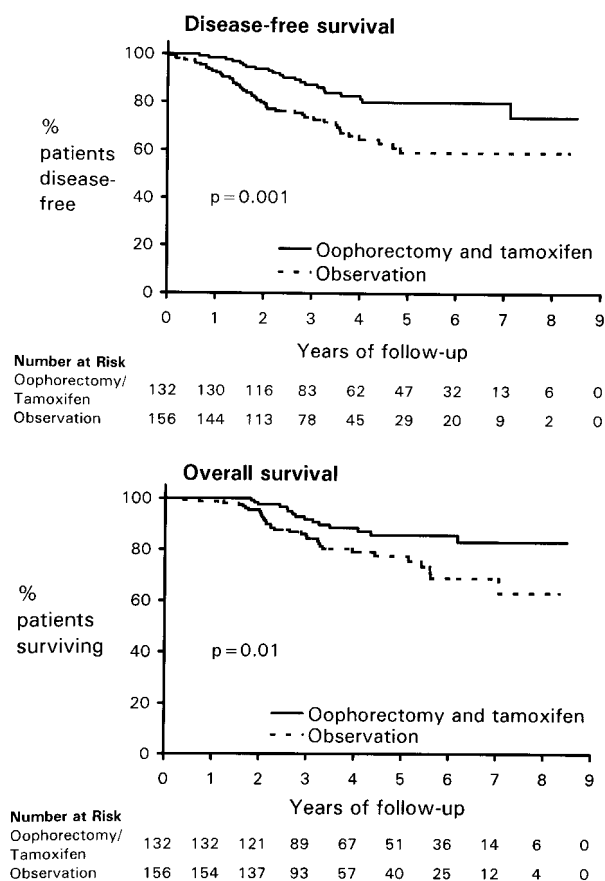 Disease-free survival
100
80
60
40
20
0
%
patients
disease-
free
p=0.001
Oophorectomy and tamoxifen
Observation
0 1 2 3 4 5 6 7 8 9
Years of follow-up
Number at Risk
Oophorectomy/
Tamoxifen 132 130 116 83 62 47 32 13 6 0
Observation 156 144 113 78 45 29 20 9 2 0
Overall survival
100
80
60
40
20
0
%
patients
surviving
p=0.01
Oophorectomy and tamoxifen
Observation
0 1 2 3 4 5 6 7 8 9
Years of follow-up
Number at Risk
Oophorectomy/
Tamoxifen 132 132 121 89 67 51 36 14 6 0
Observation 156 154 137 93 57 40 25 12 4 0